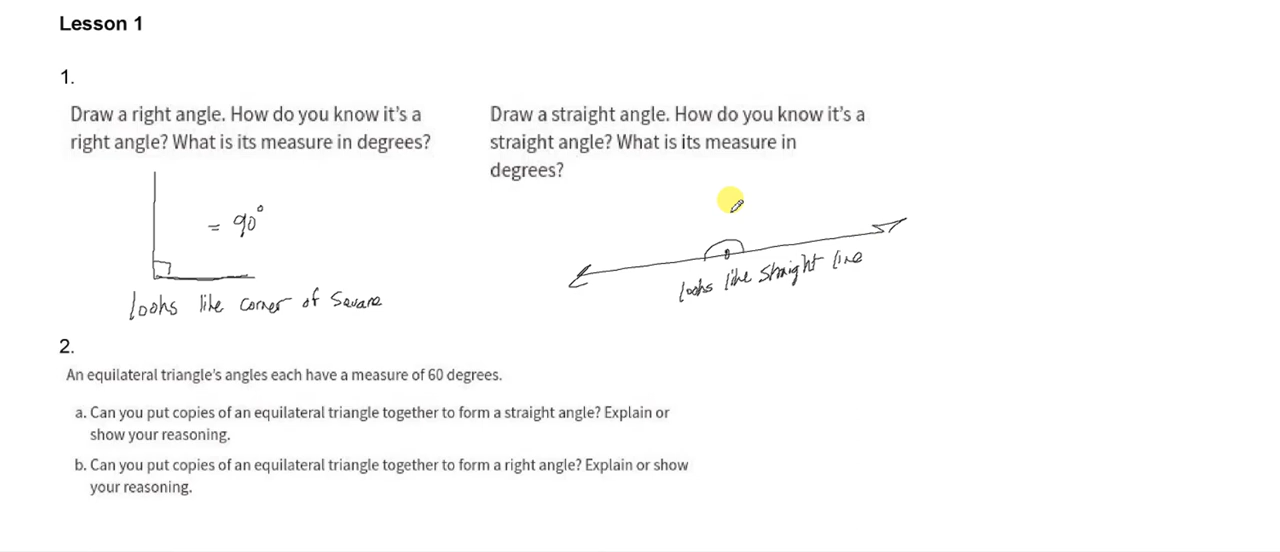 Lesson 1
1.
Draw a right angle. How do you know it's a
right angle? What is its measure in degrees?
= 90°
looks like corner of Square
Draw a straight angle. How do you know it's a
straight angle? What is its measure in
degrees?
looks like straight line
2.
An equilateral triangle's angles each have a measure of 60 degrees.
a. Can you put copies of an equilateral triangle together to form a straight angle? Explain or
show your reasoning.
b. Can you put copies of an equilateral triangle together to form a right angle? Explain or show
your reasoning.